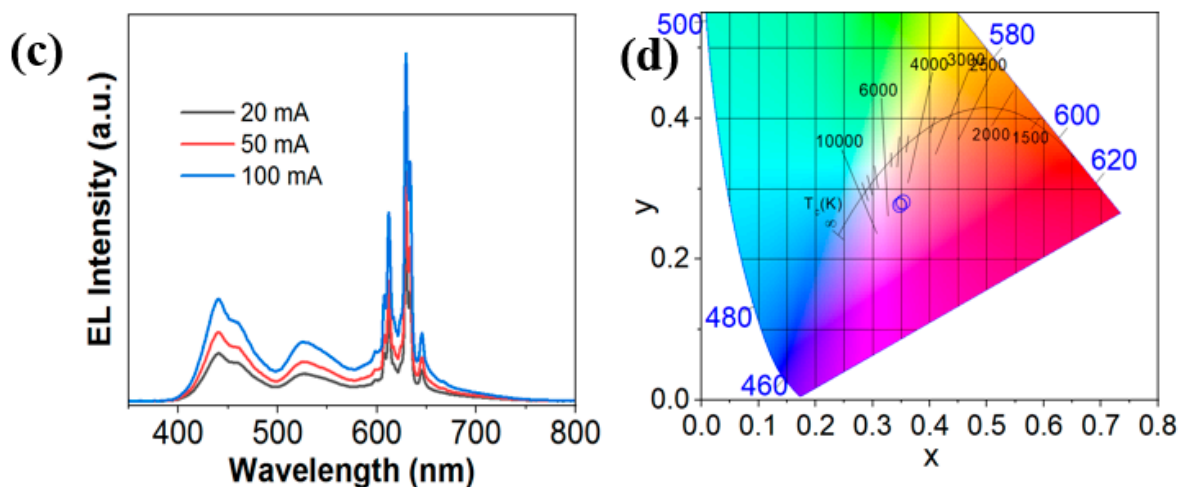 (c)
EL Intensity (a.u.)
20 mA
50 mA
100 mA
400 500 600 700 800
Wavelength (nm)
(d)
y
0.4
0.2
0.0
0.0 0.1 0.2 0.3 0.4 0.5 0.6 0.7 0.8
x
500
580
600
620
480
460
3000
4000
2500
6000
2000
1500
10000
Tc(K)
∞